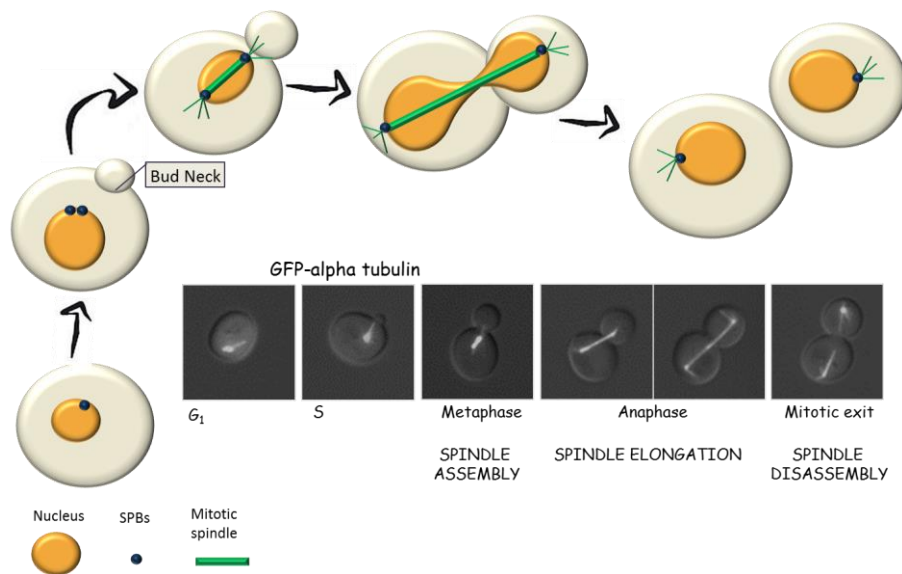 Bud Neck
GFP-alpha tubulin
G1
S
Metaphase
Anaphase
Mitotic exit
SPINDLE
ASSEMBLY
SPINDLE ELONGATION
SPINDLE
DISASSEMBLY
Nucleus
SPBs
Mitotic
spindle